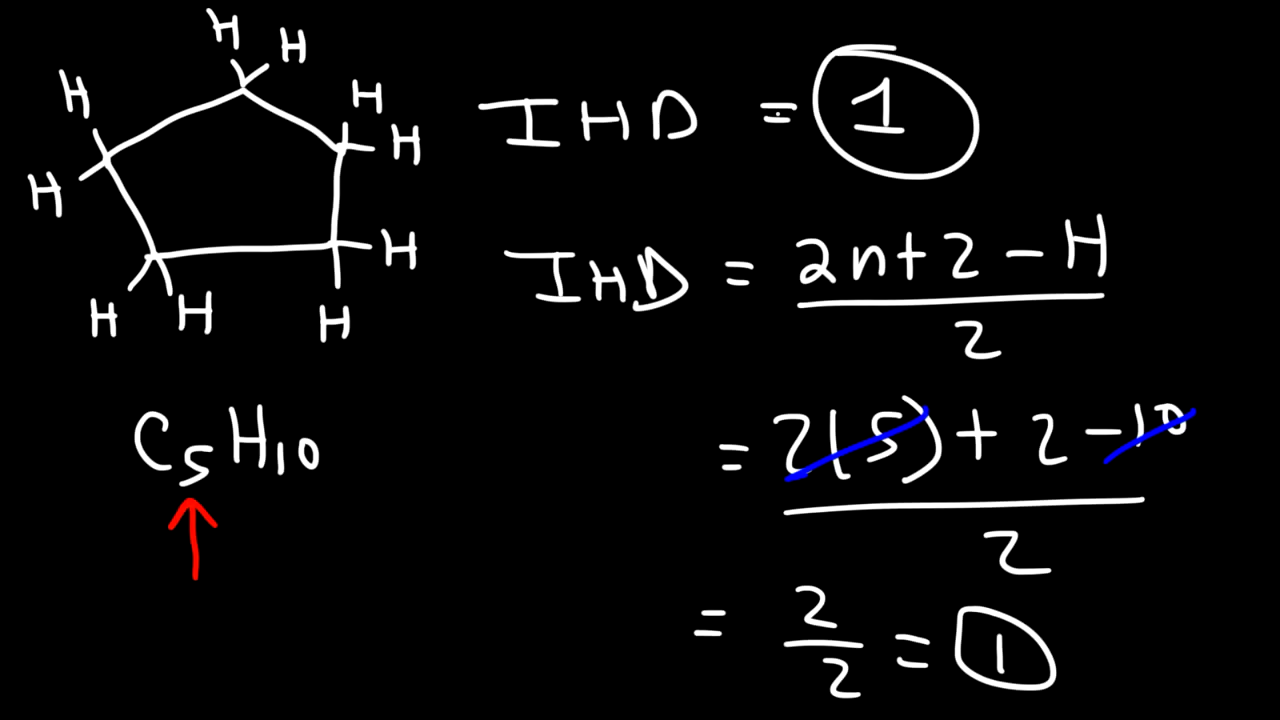 H H
H H
H
H
H
H H
H
C₅H₁₀
IHD = 1
IHD = (2n + 2 - H) / 2
= (2(5) + 2 - 10) / 2
= 2/2 = 1